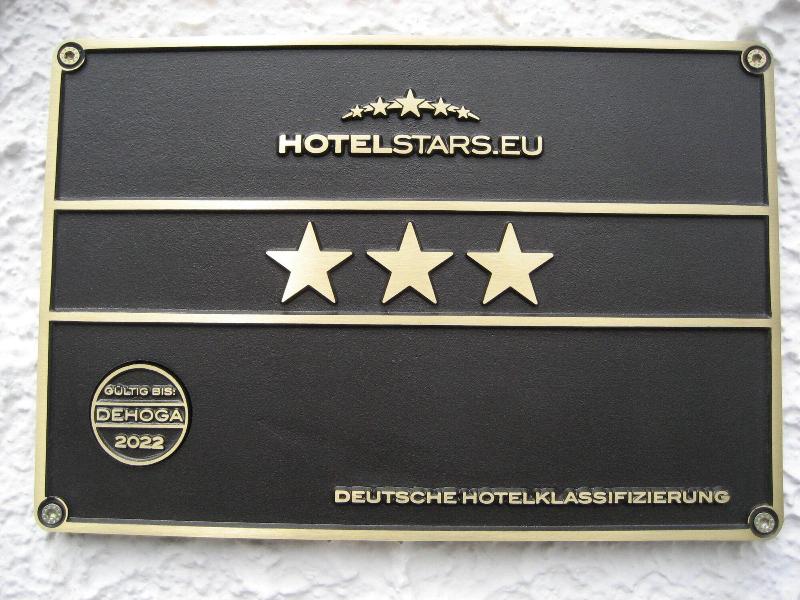 HOTELSTARS.EU
GÜLTIG BIS:
DEHOGA
2022
DEUTSCHE HOTELKLASSIFIZIERUNG